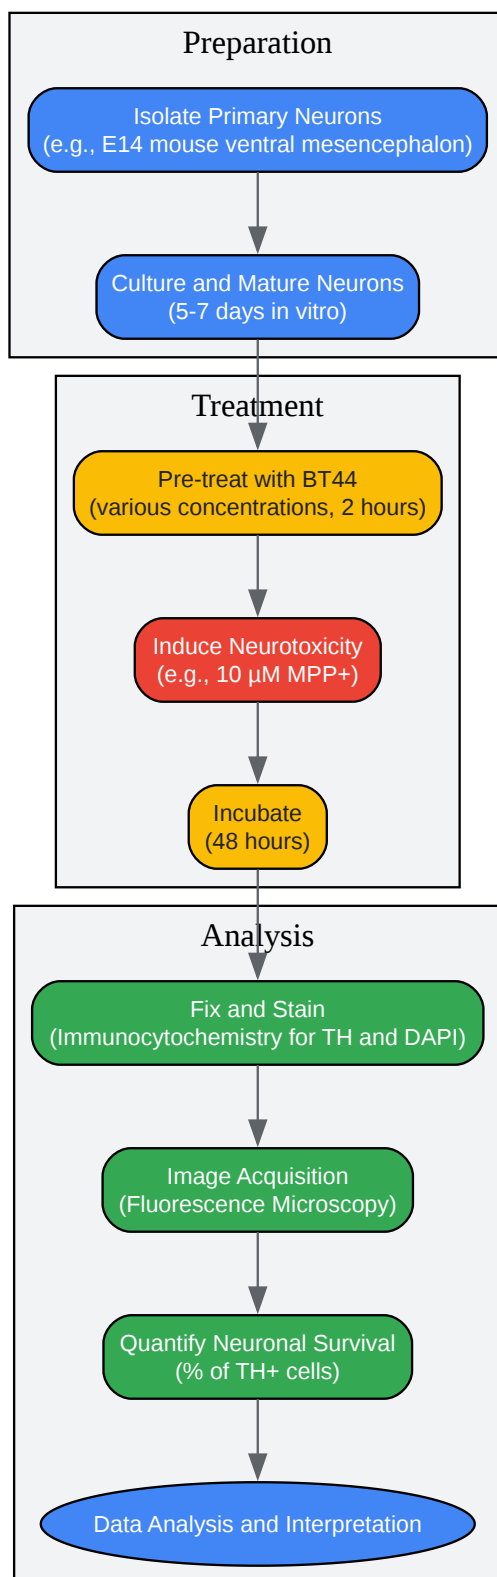 Preparation
Isolate Primary Neurons
(e.g., E14 mouse ventral mesencephalon)
Culture and Mature Neurons
(5-7 days in vitro)
Treatment
Pre-treat with BT44
(various concentrations, 2 hours)
Induce Neurotoxicity
(e.g., 10 µM MPP+)
Incubate
(48 hours)
Analysis
Fix and Stain
(Immunocytochemistry for TH and DAPI)
Image Acquisition
(Fluorescence Microscopy)
Quantify Neuronal Survival
(% of TH+ cells)
Data Analysis and Interpretation